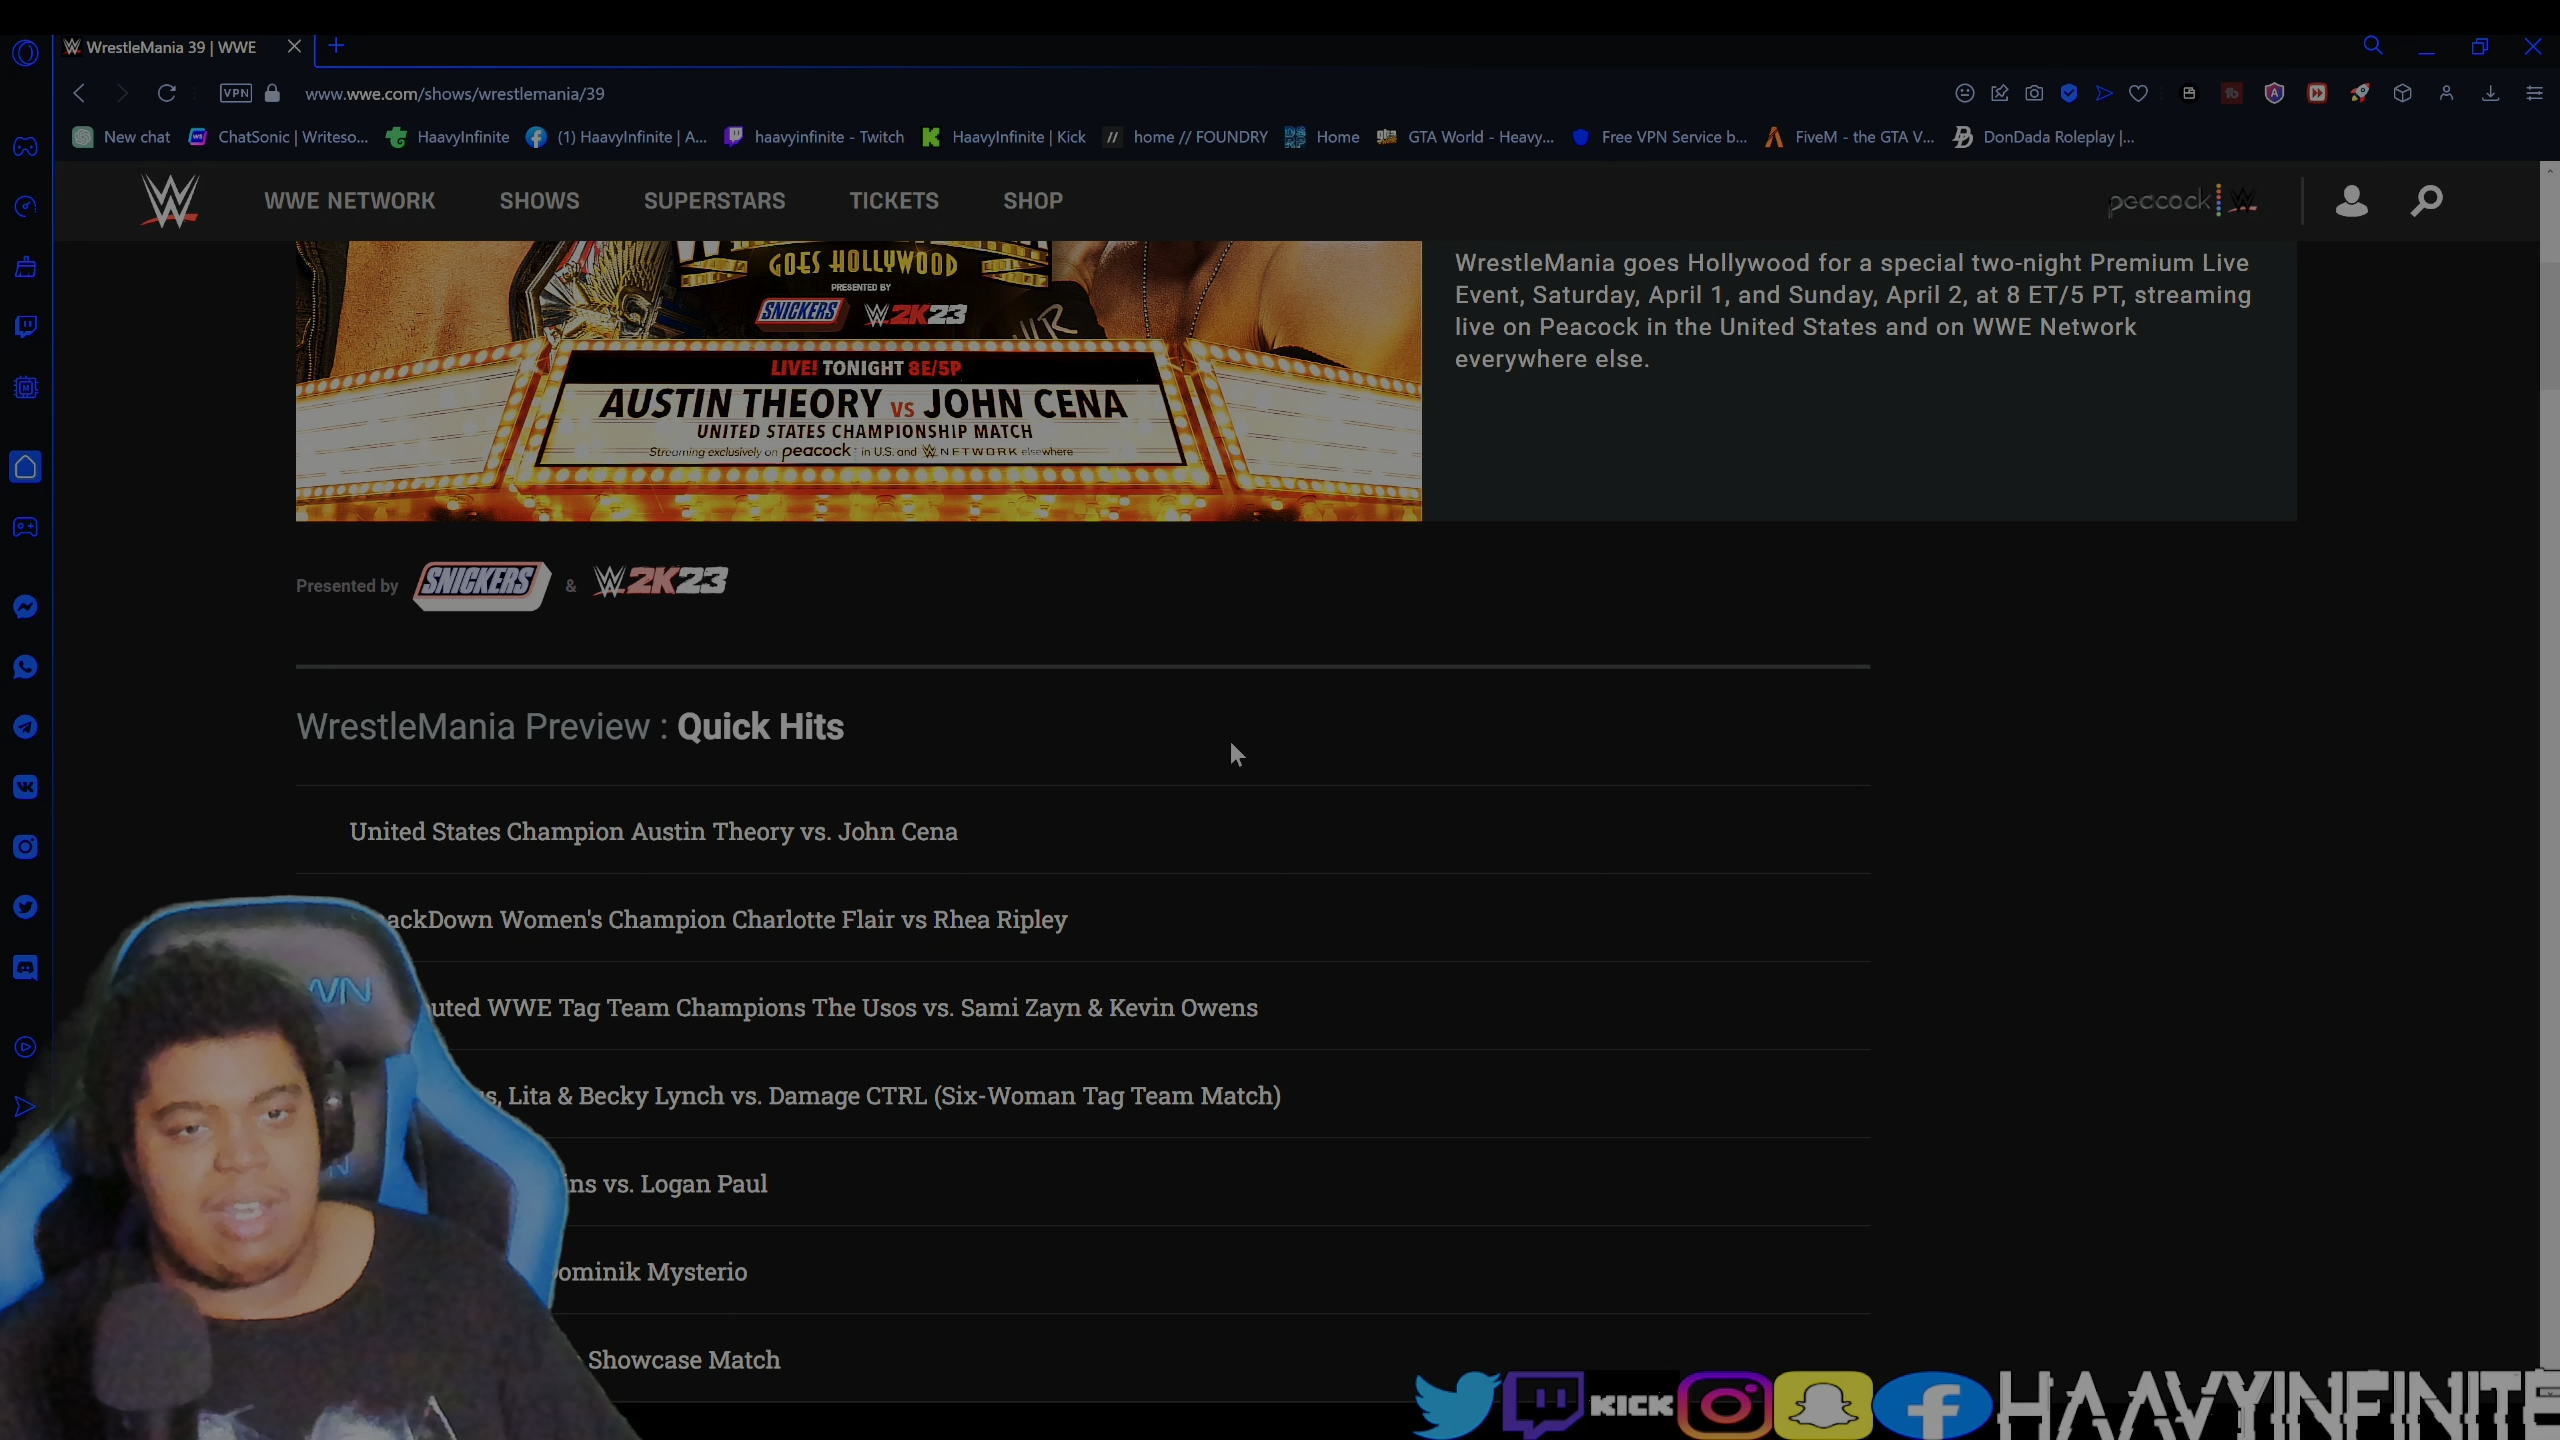 WrestleMania 39 | WWE
VPN
www.wwe.com/shows/wrestlemania/39
New chat
ChatSonic | Writeso...
HaavyInfinite
(1) HaavyInfinite | A...
haavyinfinite - Twitch
HaavyInfinite | Kick
home // FOUNDRY
Home
GTA World - Heavy...
Free VPN Service b...
FiveM - the GTA V...
DonDada Roleplay |...
WWE NETWORK
SHOWS
SUPERSTARS
TICKETS
SHOP
peacock
GOES HOLLYWOOD
PRESENTED BY
SNICKERS
2K23
LIVE! TONIGHT 8E/5P
AUSTIN THEORY VS JOHN CENA
UNITED STATES CHAMPIONSHIP MATCH
Streaming exclusively on peacock in U.S. and W NETWORK elsewhere
WrestleMania goes Hollywood for a special two-night Premium Live
Event, Saturday, April 1, and Sunday, April 2, at 8 ET/5 PT, streaming
live on Peacock in the United States and on WWE Network
everywhere else.
Presented by SNICKERS & W 2K23
WrestleMania Preview : Quick Hits
United States Champion Austin Theory vs. John Cena
ackDown Women's Champion Charlotte Flair vs Rhea Ripley
uted WWE Tag Team Champions The Usos vs. Sami Zayn & Kevin Owens
s, Lita & Becky Lynch vs. Damage CTRL (Six-Woman Tag Team Match)
ins vs. Logan Paul
ominik Mysterio
Showcase Match
KICK
HAAVYINFINITE